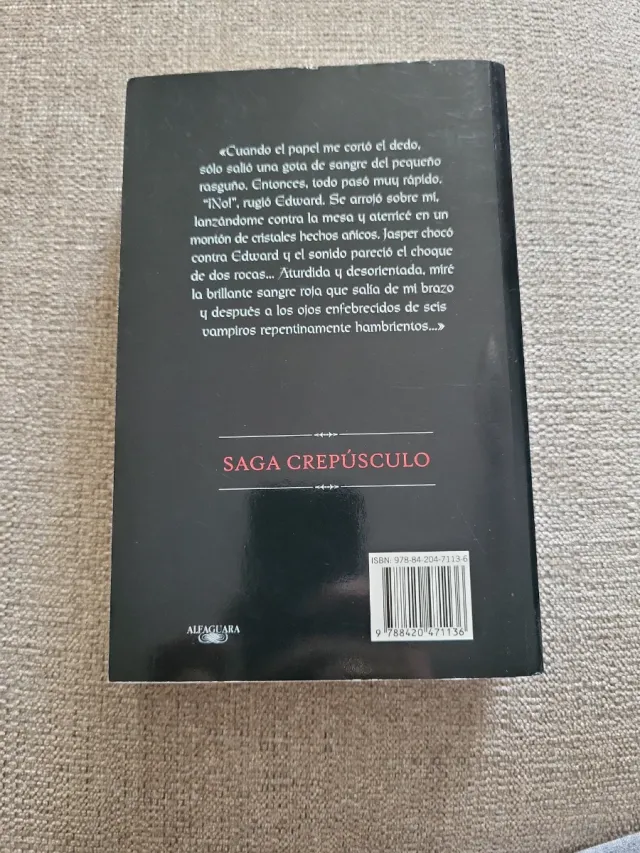 «Cuando el papel me cortó el dedo,
sólo salió una gota de sangre del pequeño
rasguño. Entonces, todo pasó muy rápido.
"¡No!", rugió Edward. Se arrojó sobre mí,
lanzándome contra la mesa y aterricé en un
montón de cristales hechos añicos. Jasper chocó
contra Edward y el sonido pareció el choque
de dos rocas... Aturdida y desorientada, miré
la brillante sangre roja que salía de mi brazo
y después a los ojos enfebrecidos de seis
vampiros repentinamente hambrientos...»
SAGA CREPÚSCULO
ISBN: 978-84-204-7113-6
9 788420 471136
ALFAGUARA